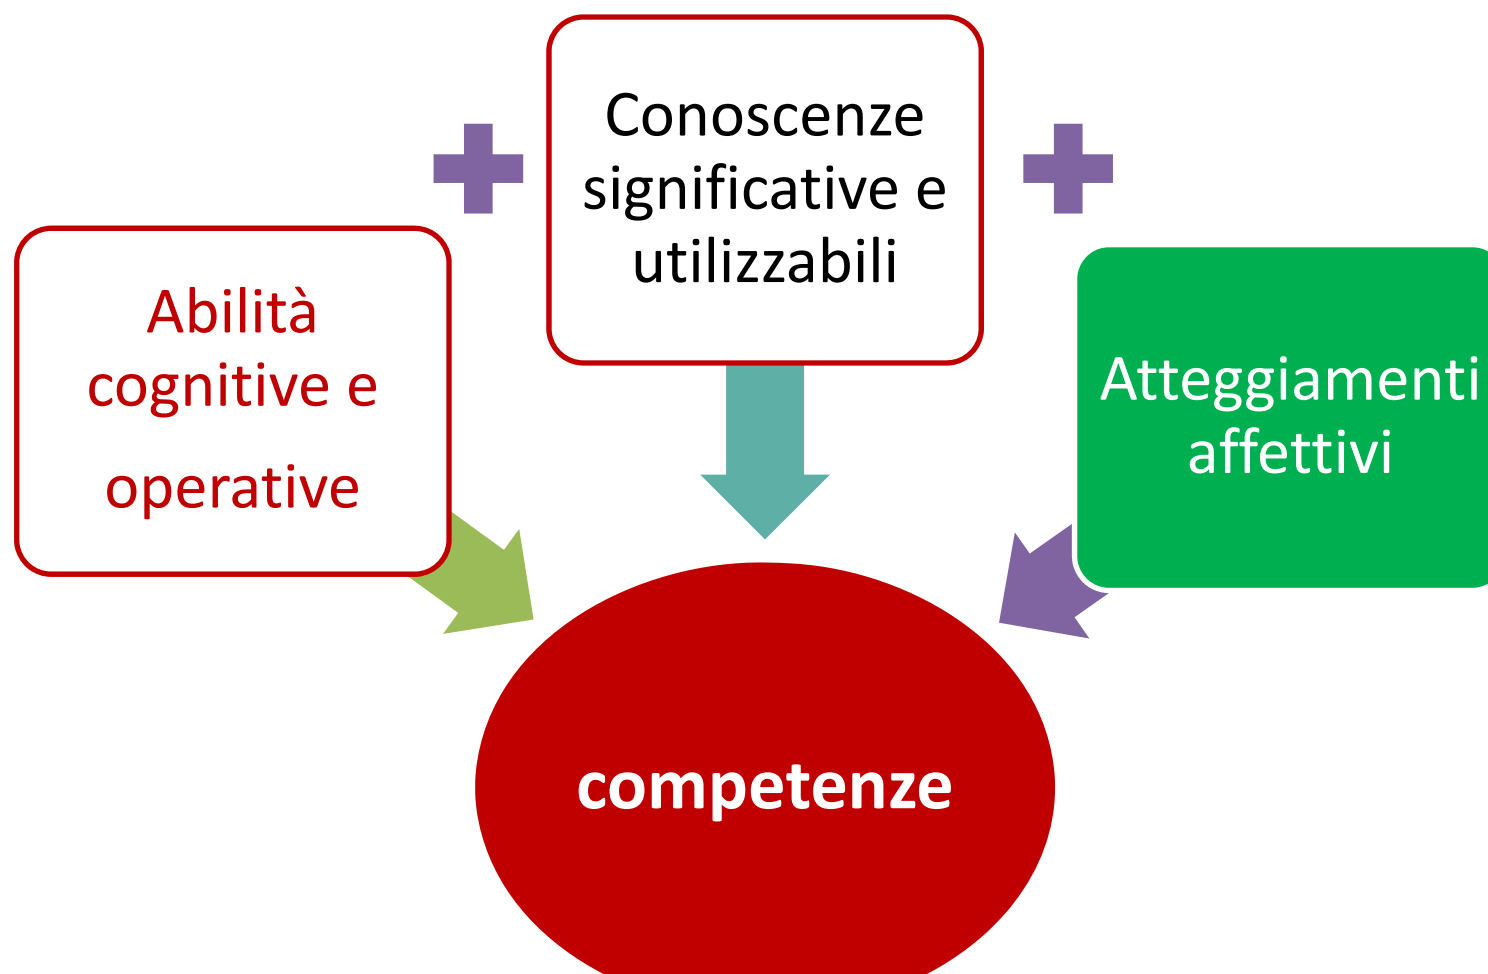 Conoscenze
significative e
utilizzabili
Abilità
cognitive e
operative
Atteggiamenti
affettivi
competenze